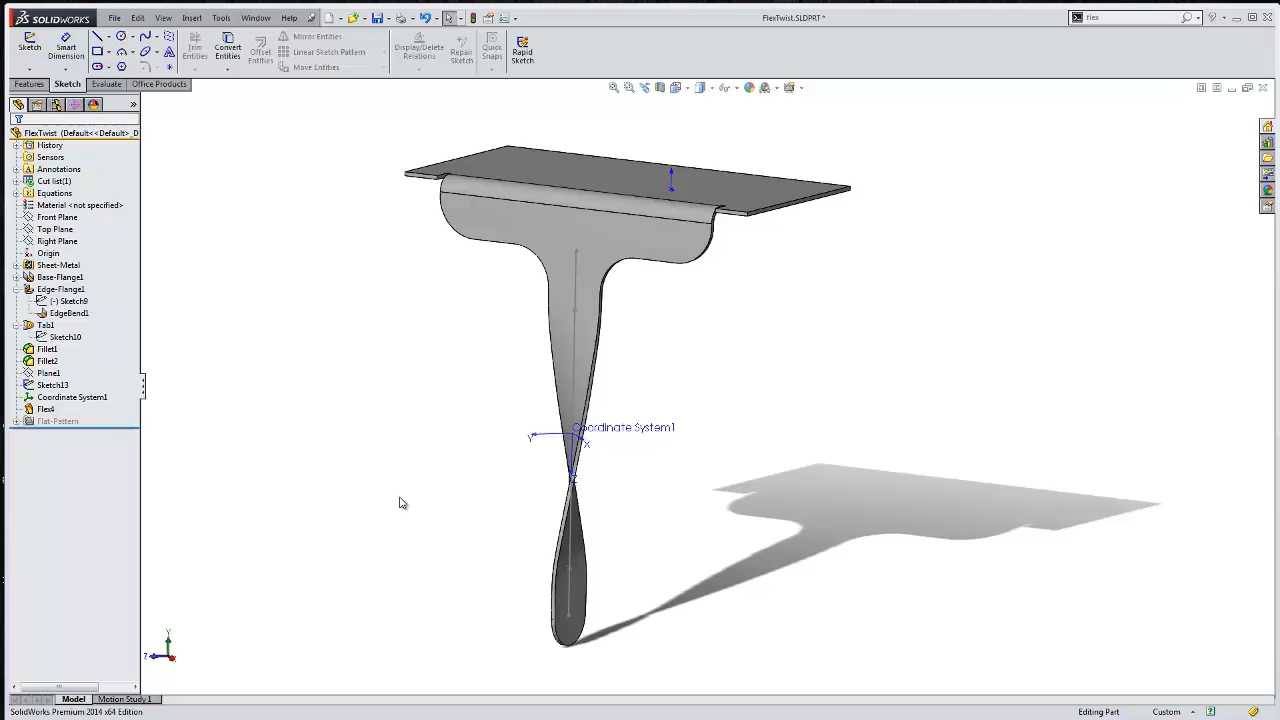 SOLIDWORKS File Edit View Insert Tools Window Help FlexTwist.SLDPRT * flex
Sketch Smart Dimension Trim Entities Convert Entities Offset Entities Mirror Entities Linear Sketch Pattern Move Entities Display/Delete Relations Repair Sketch Quick Snaps Rapid Sketch
Features Sketch Evaluate Office Products
FlexTwist (Default<<Default>_D
History
Sensors
Annotations
Cut list(1)
Equations
Material <not specified>
Front Plane
Top Plane
Right Plane
Origin
Sheet-Metal
Base-Flange1
Edge-Flange1
(-) Sketch9
EdgeBend1
Tab1
Sketch10
Fillet1
Fillet2
Plane1
Sketch13
Coordinate System1
Flex4
Flat-Pattern
Coordinate System1
Y
X
Z
Y
Z
X
Model Motion Study 1
SolidWorks Premium 2014 x64 Edition Editing Part Custom